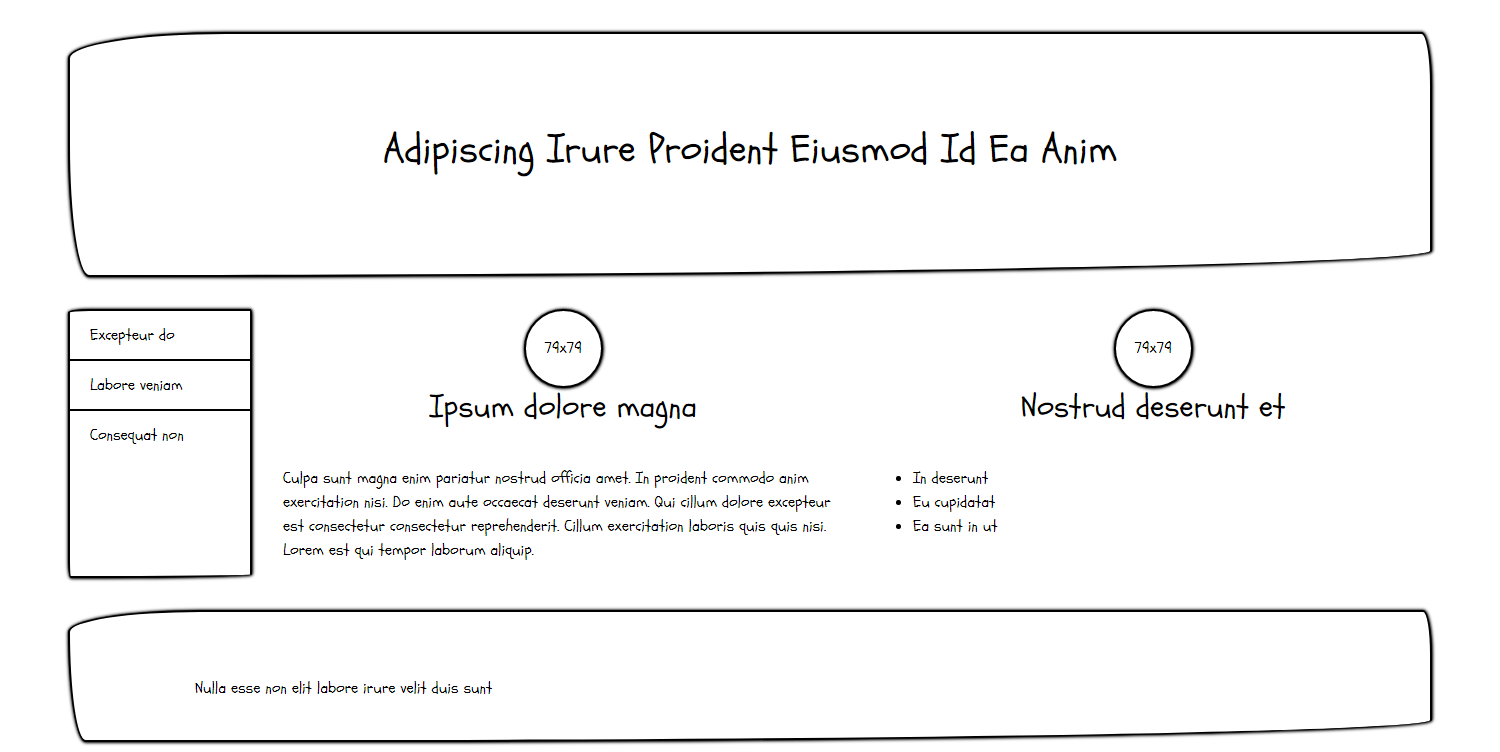 Adipiscing Irure Proident Eiusmod Id Ea Anim
Excepteur do
Labore veniam
Consequat non
79x79
Ipsum dolore magna
Culpa sunt magna enim pariatur nostrud officia amet. In proident commodo anim
exercitation nisi. Do enim aute occaecat deserunt veniam. Qui cillum dolore excepteur
est consectetur consectetur reprehenderit. Cillum exercitation laboris quis quis nisi.
Lorem est qui tempor laborum aliquip.
79x79
Nostrud deserunt et
• In deserunt
• Eu cupidatat
• Ea sunt in ut
Nulla esse non elit labore irure velit duis sunt